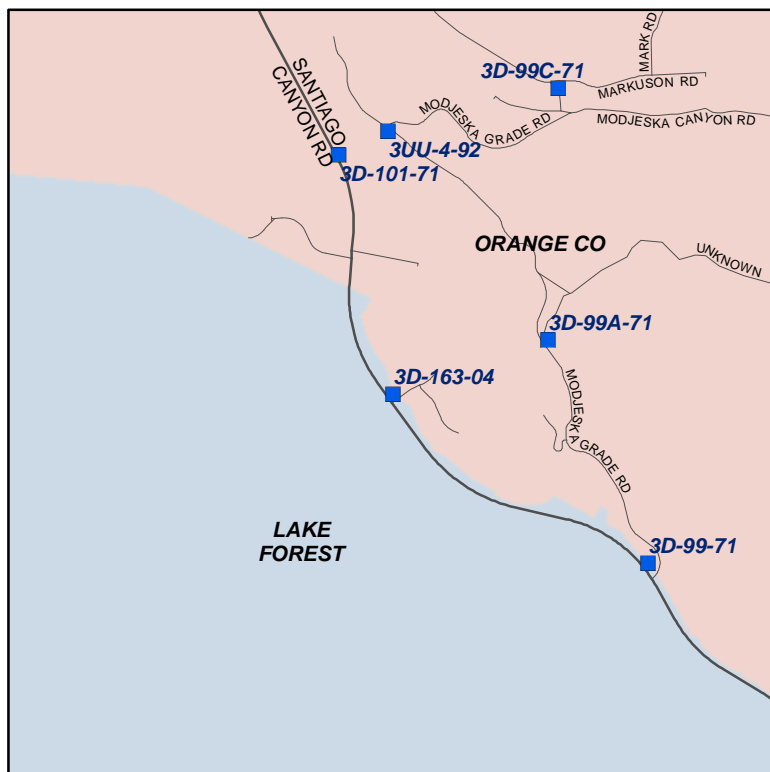 MARK RD
3D-99C-71
MARKUSON RD
SANTIAGO
CANYON RD
MODJESKA GRADE RD
MODJESKA CANYON RD
3UU-4-92
3D-101-71
ORANGE CO
UNKNOWN
3D-99A-71
3D-163-04
MODJESKA GRADE RD
LAKE
FOREST
3D-99-71